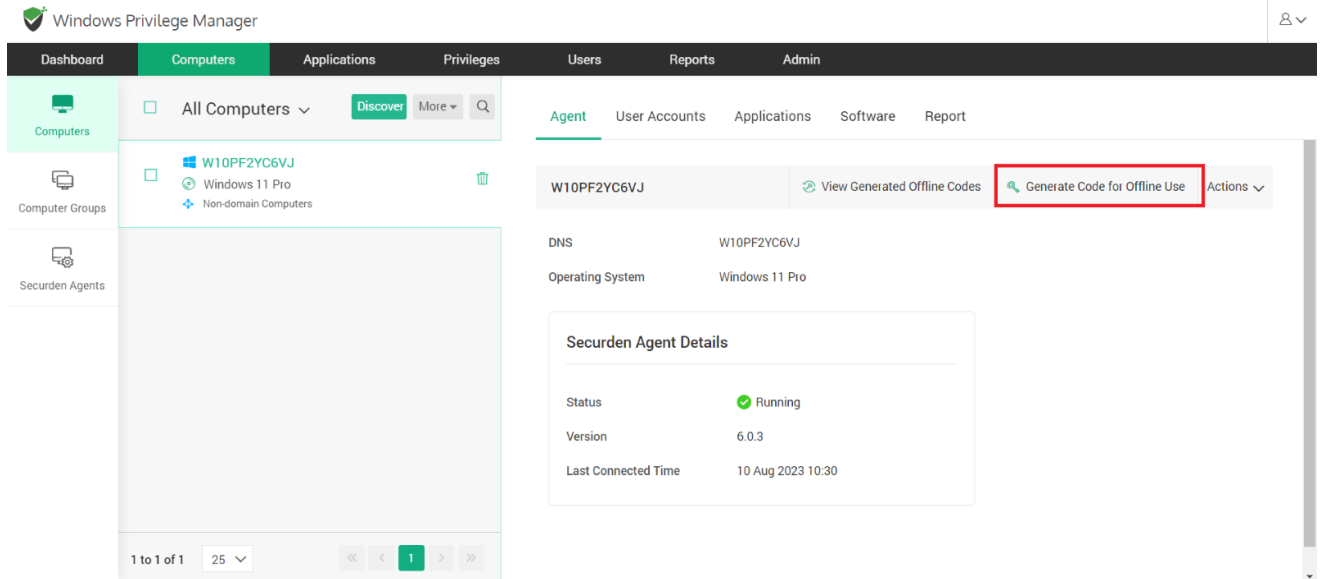 Windows Privilege Manager
Dashboard Computers Applications Privileges Users Reports Admin
Computers
Computer Groups
Securden Agents
All Computers Discover More
W10PF2YC6VJ
Windows 11 Pro
Non-domain Computers
1 to 1 of 1 25 « < 1 > »
Agent User Accounts Applications Software Report
W10PF2YC6VJ View Generated Offline Codes Generate Code for Offline Use Actions
DNS W10PF2YC6VJ
Operating System Windows 11 Pro
Securden Agent Details
Status Running
Version 6.0.3
Last Connected Time 10 Aug 2023 10:30